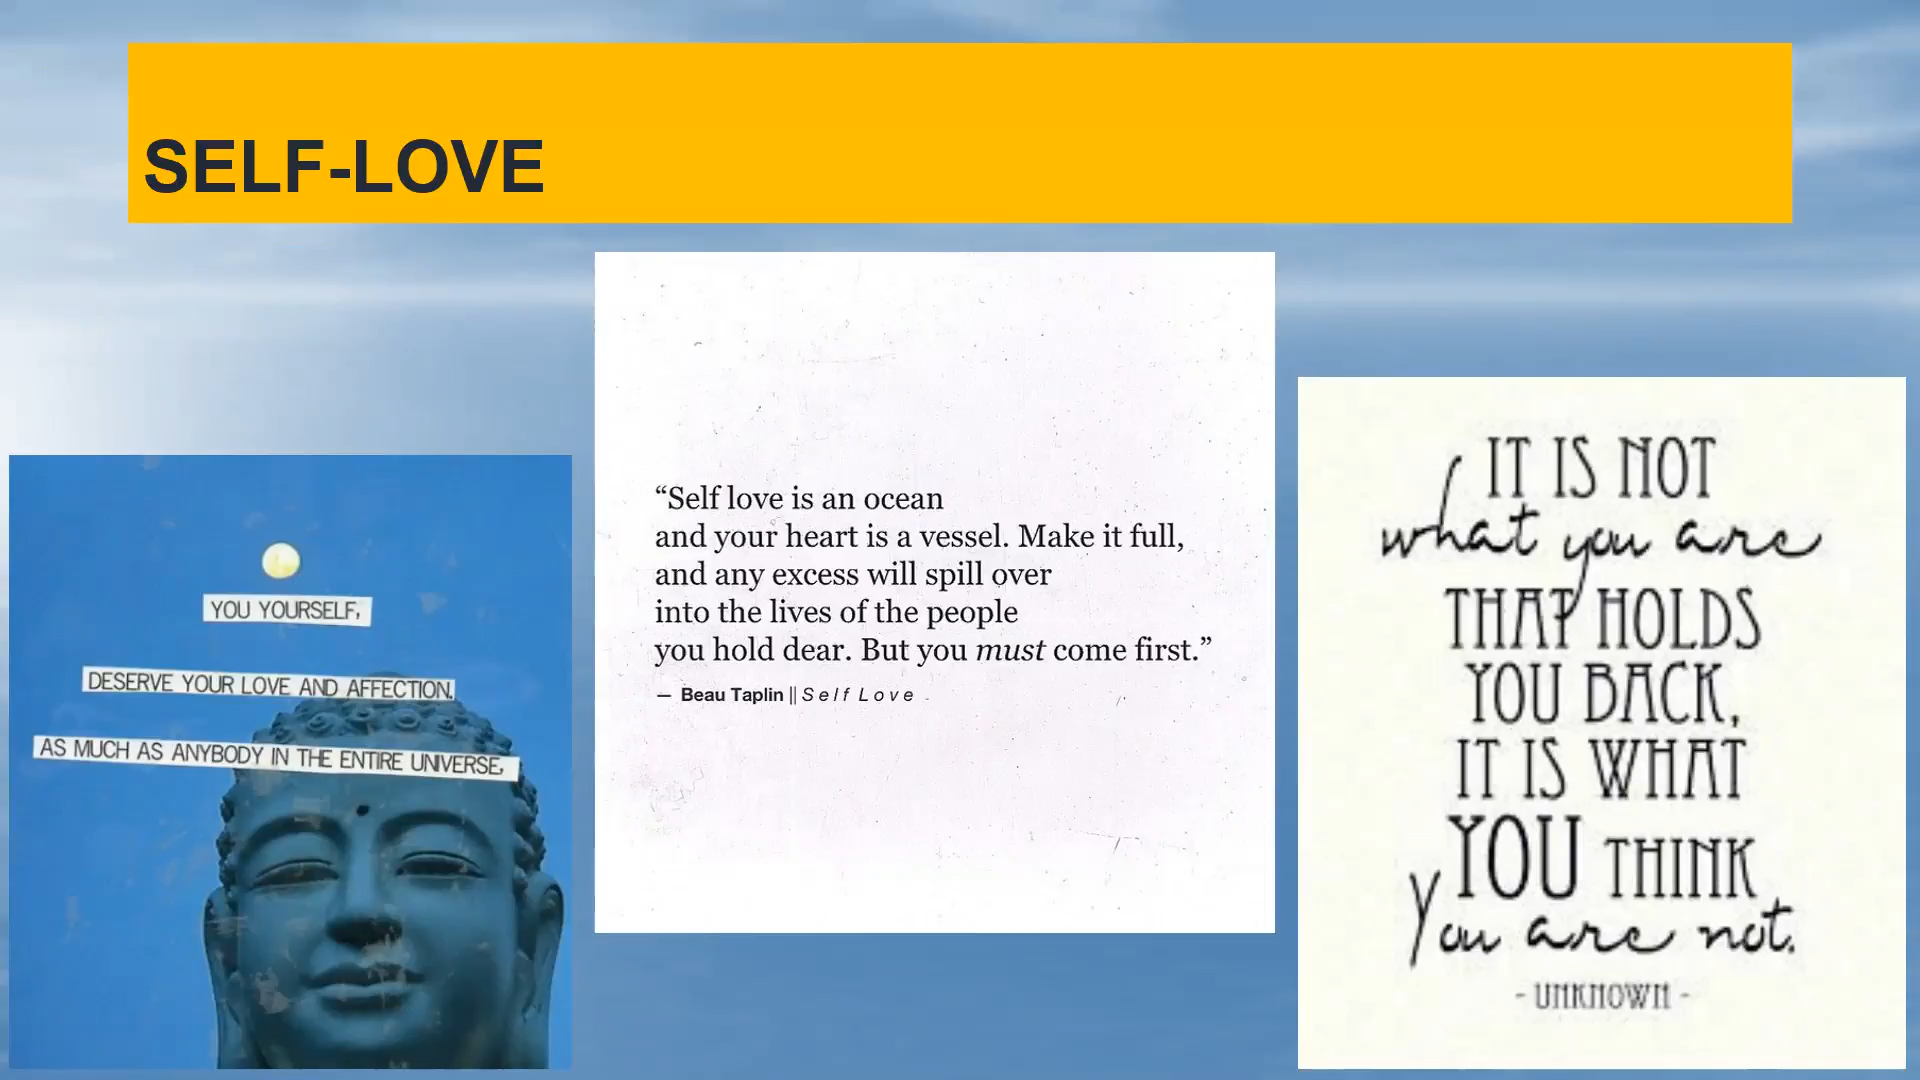 SELF-LOVE
YOU YOURSELF,
DESERVE YOUR LOVE AND AFFECTION.
AS MUCH AS ANYBODY IN THE ENTIRE UNIVERSE,
“Self love is an ocean
and your heart is a vessel. Make it full,
and any excess will spill over
into the lives of the people
you hold dear. But you must come first.”
— Beau Taplin || Self Love
IT IS NOT
what you are
THAT HOLDS
YOU BACK,
IT IS WHAT
YOU THINK
you are not.
- UNKNOWN -